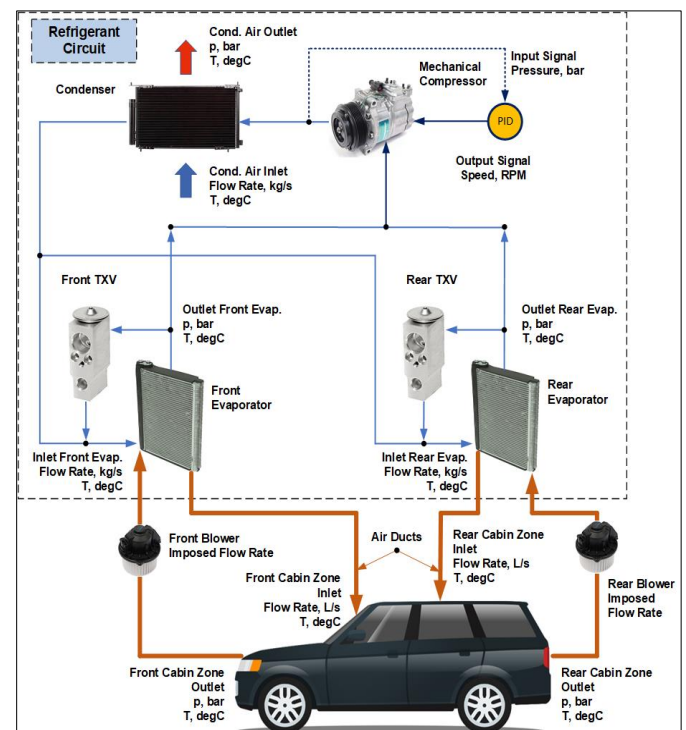 Refrigerant
Circuit
Cond. Air Outlet
p, bar
T, degC
Condenser
Mechanical
Compressor
Input Signal
Pressure, bar
PID
Cond. Air Inlet
Flow Rate, kg/s
T, degC
Output Signal
Speed, RPM
Front TXV
Rear TXV
Outlet Front Evap.
p, bar
T, degC
Outlet Rear Evap.
p, bar
T, degC
Front
Evaporator
Rear
Evaporator
Inlet Front Evap.
Flow Rate, kg/s
T, degC
Inlet Rear Evap.
Flow Rate, kg/s
T, degC
Front Blower
Imposed Flow Rate
Air Ducts
Rear Cabin Zone
Inlet
Flow Rate, L/s
T, degC
Front Cabin Zone
Inlet
Flow Rate, L/s
T, degC
Rear Blower
Imposed
Flow Rate
Front Cabin Zone
Outlet
p, bar
T, degC
Rear Cabin Zone
Outlet
p, bar
T, degC